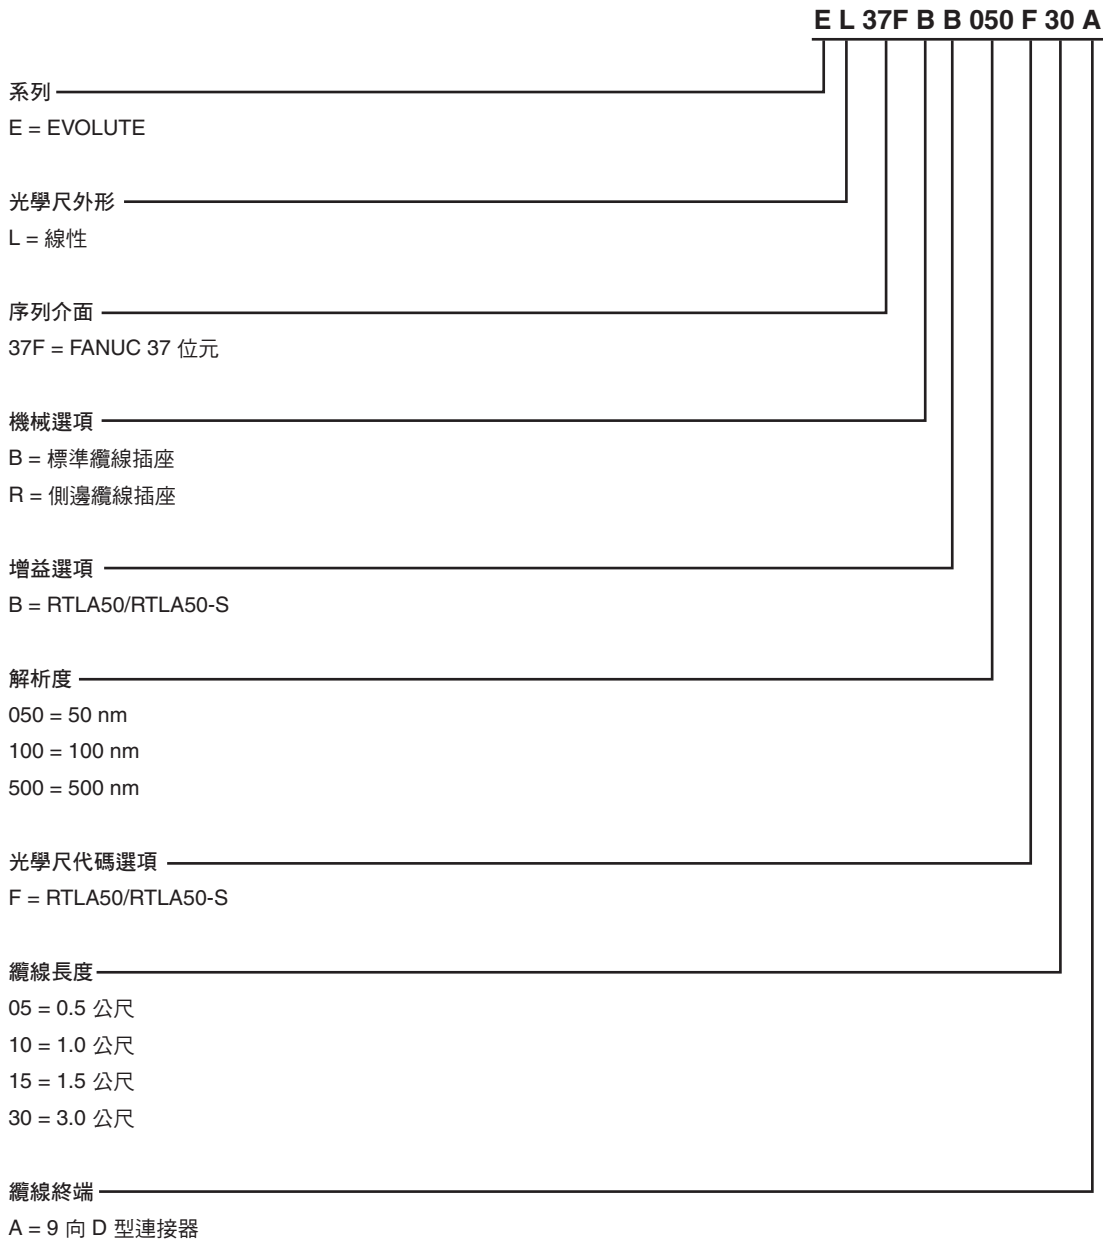 E L 37F B B 050 F 30 A
系列
E = EVOLUTE
光學尺外形
L = 線性
序列介面
37F = FANUC 37 位元
機械選項
B = 標準纜線插座
R = 側邊纜線插座
增益選項
B = RTLA50/RTLA50-S
解析度
050 = 50 nm
100 = 100 nm
500 = 500 nm
光學尺代碼選項
F = RTLA50/RTLA50-S
纜線長度
05 = 0.5 公尺
10 = 1.0 公尺
15 = 1.5 公尺
30 = 3.0 公尺
纜線終端
A = 9 向 D 型連接器